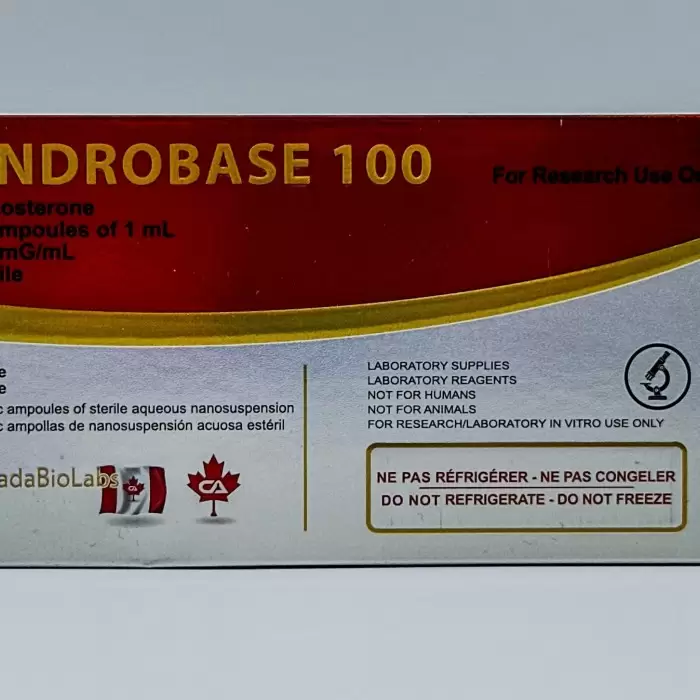 NDROBASE 100
For Research Use O
osterone
mpoules of 1 mL
mG/mL
ile
e
e
c ampoules of sterile aqueous nanosuspension
c ampollas de nanosuspensión acuosa estéril
adaBioLabs
CA
LABORATORY SUPPLIES
LABORATORY REAGENTS
NOT FOR HUMANS
NOT FOR ANIMALS
FOR RESEARCH/LABORATORY IN VITRO USE ONLY
NE PAS RÉFRIGÉRER - NE PAS CONGELER
DO NOT REFRIGERATE - DO NOT FREEZE